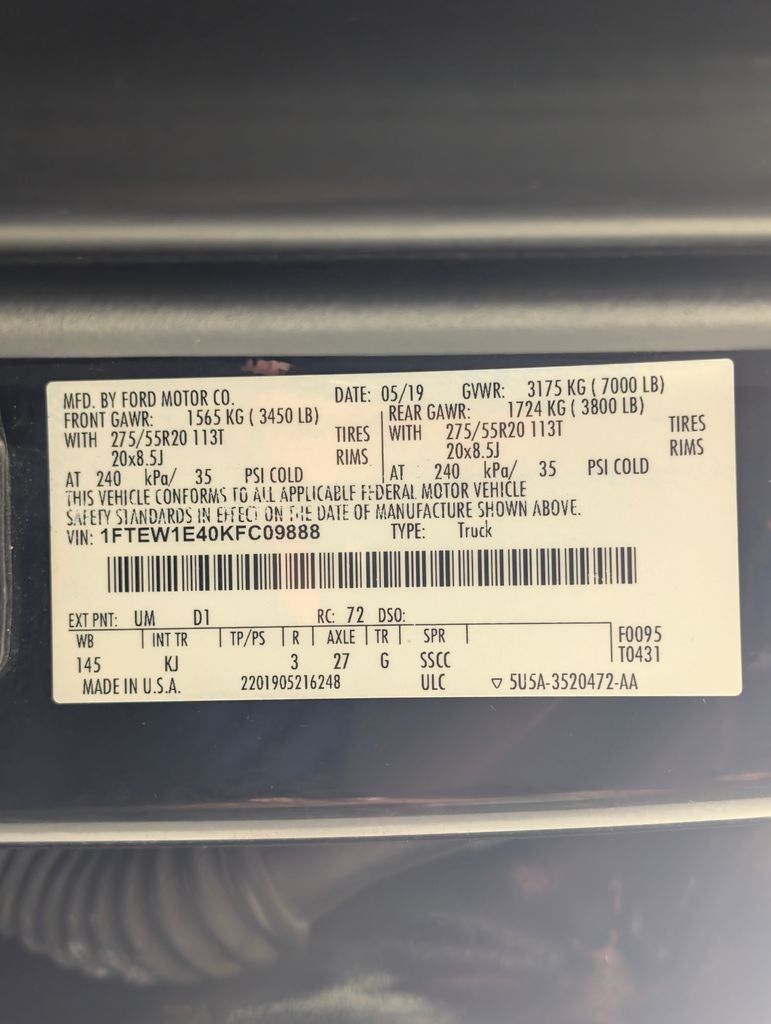 MFD. BY FORD MOTOR CO. DATE: 05/19 GVWR: 3175 KG ( 7000 LB)
FRONT GAWR: 1565 KG ( 3450 LB) REAR GAWR: 1724 KG ( 3800 LB)
WITH 275/55R20 113T TIRES WITH 275/55R20 113T TIRES
20x8.5J RIMS 20x8.5J RIMS
AT 240 kPa/ 35 PSI COLD AT 240 kPa/ 35 PSI COLD
THIS VEHICLE CONFORMS TO ALL APPLICABLE FEDERAL MOTOR VEHICLE
SAFETY STANDARDS IN EFFECT ON THE DATE OF MANUFACTURE SHOWN ABOVE.
VIN: 1FTEW1E40KFC09888 TYPE: Truck
EXT PNT: UM D1 RC: 72 DSO:
WB INT TR TP/PS R AXLE TR SPR F0095
145 KJ 3 27 G SSCC T0431
MADE IN U.S.A. 2201905216248 ULC ▽ 5U5A-3520472-AA